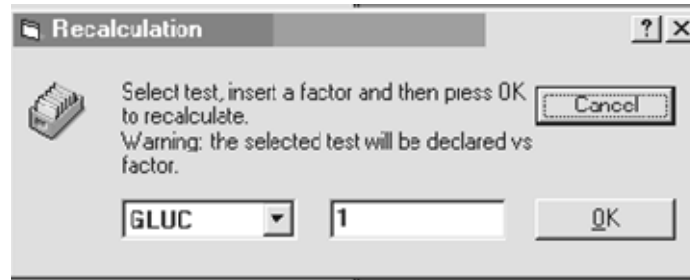 Recalculation
Select test, insert a factor and then press OK
to recalculate.
Warning: the selected test will be declared vs
factor.
Cancel
GLUC
1
OK